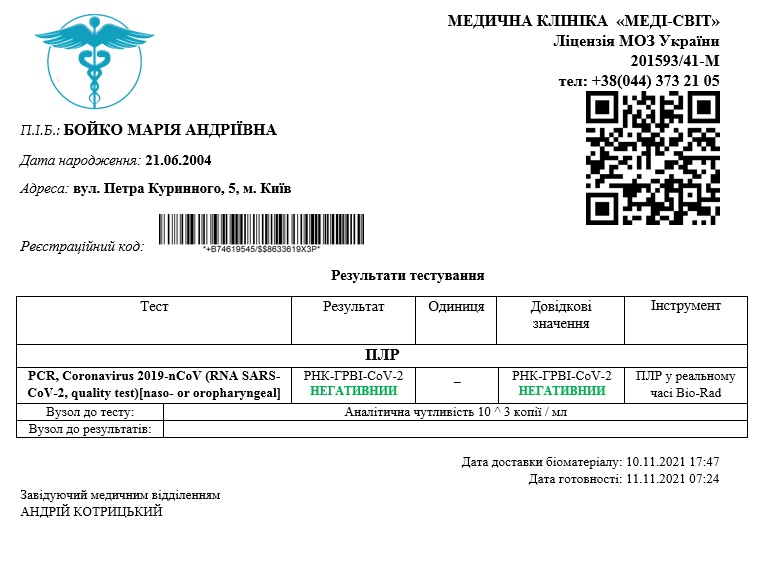 МЕДИЧНА КЛІНІКА «МЕДІ-СВІТ»
Ліцензія МОЗ України
201593/41-М
тел: +38(044) 373 21 05
П.І.Б.: БОЙКО МАРІЯ АНДРІЇВНА
Дата народження: 21.06.2004
Адреса: вул. Петра Куринного, 5, м. Київ
Реєстраційний код:
*+B74619545/$$8633619X3P*
Результати тестування
Тест Результат Одиниця Довідкові значення Інструмент
ПЛР
PCR, Coronavirus 2019-nCoV (RNA SARS-
CoV-2, quality test)[naso- or oropharyngeal]
РНК-ГРВІ-CoV-2
НЕГАТИВНИИ
–
РНК-ГРВІ-CoV-2
НЕГАТИВНИИ
ПЛР у реальному
часі Bio-Rad
Вузол до тесту: Аналітична чутливість 10 ^ 3 копії / мл
Вузол до результатів:
Дата доставки біоматеріалу: 10.11.2021 17:47
Дата готовності: 11.11.2021 07:24
Завідуючий медичним відділенням
АНДРІЙ КОТРИЦЬКИЙ